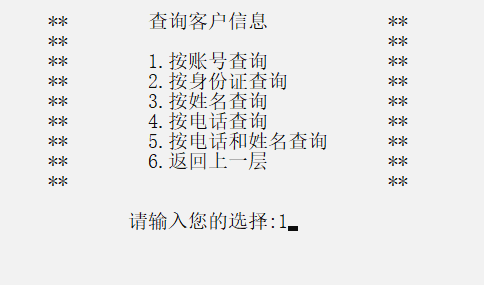 ** 查询客户信息 **
** **
** 1.按账号查询 **
** 2.按身份证查询 **
** 3.按姓名查询 **
** 4.按电话查询 **
** 5.按电话和姓名查询 **
** 6.返回上一层 **
** **
请输入您的选择:1